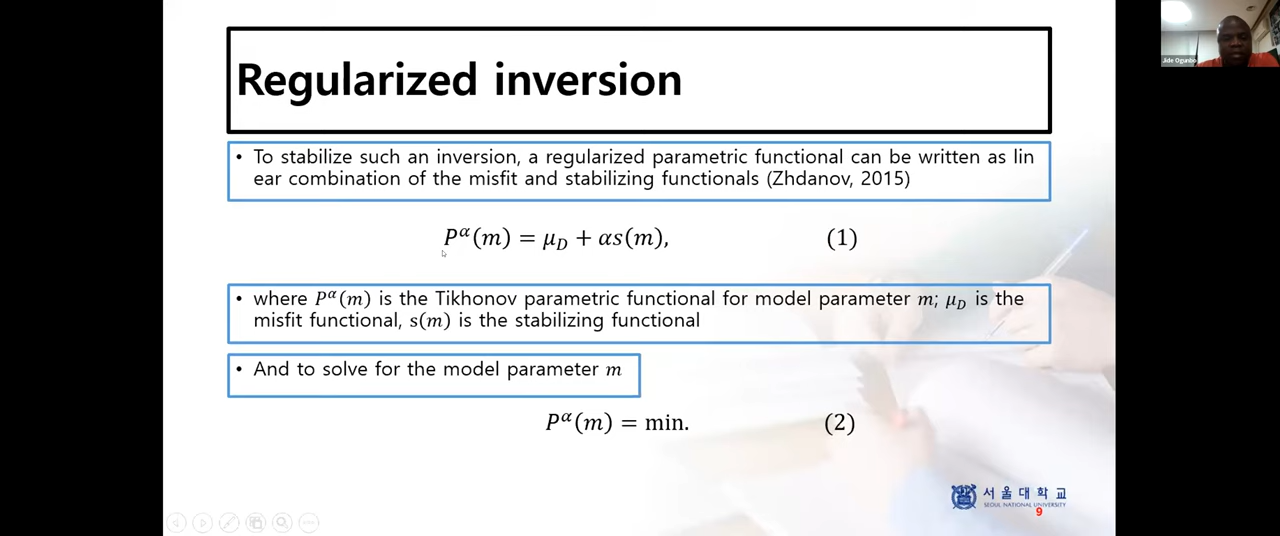 Regularized inversion
• To stabilize such an inversion, a regularized parametric functional can be written as lin
ear combination of the misfit and stabilizing functionals (Zhdanov, 2015)
P^α(m) = μ_D + αs(m), (1)
• where P^α(m) is the Tikhonov parametric functional for model parameter m; μ_D is the
misfit functional, s(m) is the stabilizing functional
• And to solve for the model parameter m
P^α(m) = min. (2)
서울대학교
SEOUL NATIONAL UNIVERSITY
9
Jide Ogunbo